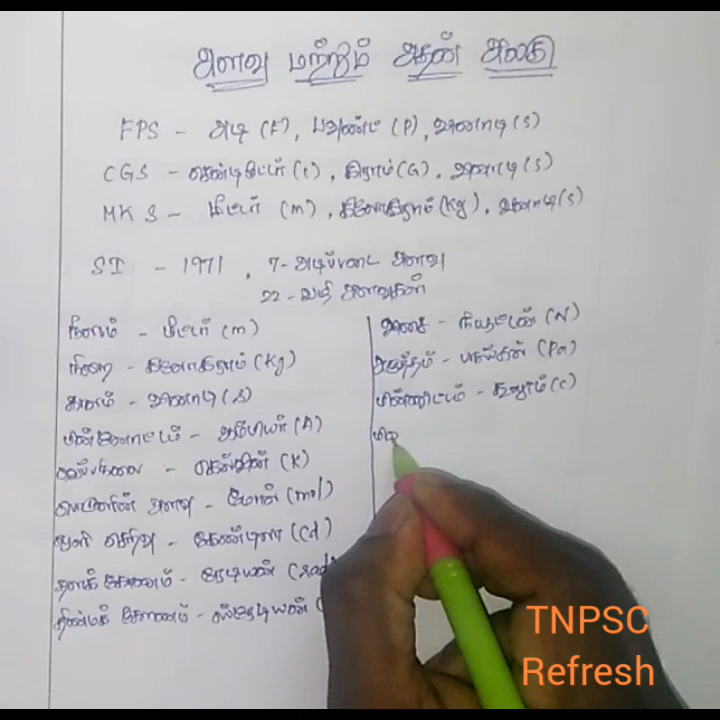 அளவு மற்றும் அதன் அலகு
FPS - அடி (F), பவுண்ட் (P), வினாடி (S)
CGS - சென்டிமீட்டர் (C), கிராம் (G), வினாடி (S)
MKS - மீட்டர் (m), கிலோகிராம் (kg), வினாடி (S)
SI - 1971, 7 - அடிப்படை அளவு
22 - வழி அளவுகள்
நீளம் - மீட்டர் (m)
நிறை - கிலோகிராம் (kg)
காலம் - வினாடி (S)
மின்னோட்டம் - ஆம்பியர் (A)
வெப்பநிலை - கெல்வின் (K)
பொருளின் அளவு - மோல் (mol)
ஒளி செறிவு - கேண்டிலா (Cd)
தளக் கோணம் - ரேடியன் (rad
திண்மக் கோணம் - ஸ்ரேடியன் (
விசை - நியூட்டன் (N)
அழுத்தம் - பாஸ்கல் (Pa)
மின்னூட்டம் - கூலூம் (C)
TNPSC
Refresh